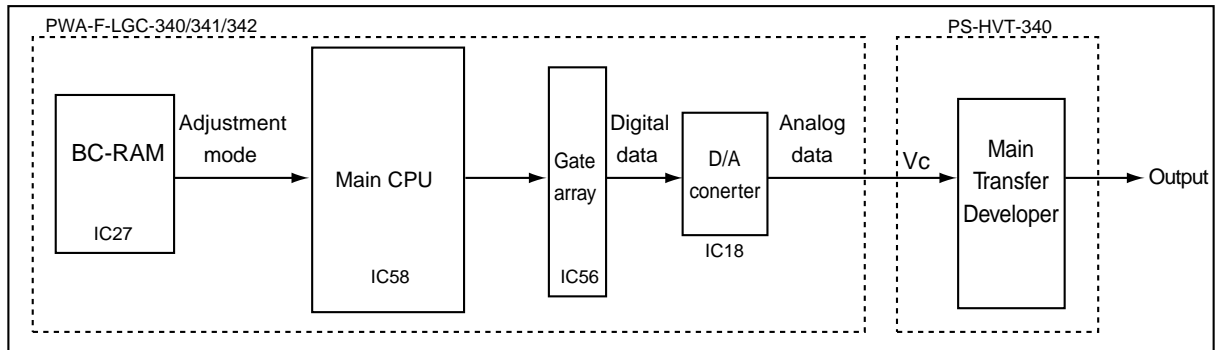 PWA-F-LGC-340/341/342
PS-HVT-340
BC-RAM
IC27
Adjustment
mode
Main CPU
IC58
Gate
array
IC56
Digital
data
D/A
conerter
IC18
Analog
data
Vc
Main
Transfer
Developer
Output